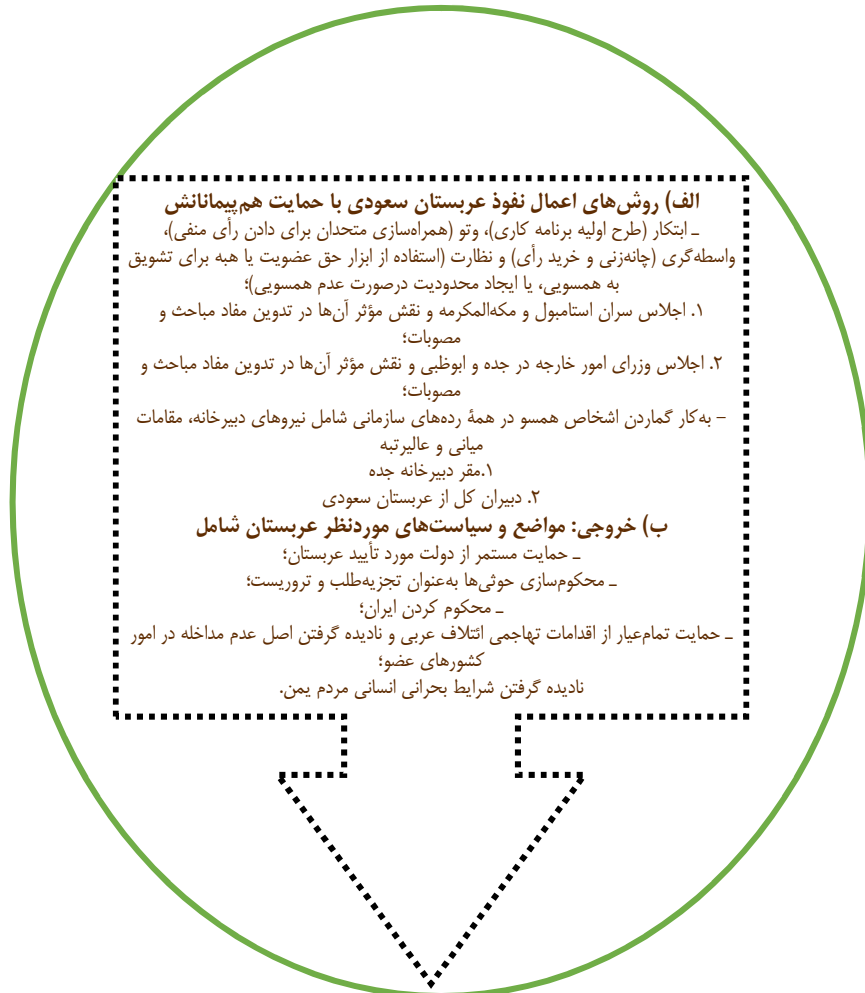 الف) روش‌های اعمال نفوذ عربستان سعودی با حمایت هم‌پیمانانش
ـ ابتکار (طرح اولیه برنامه کاری)، وتو (همراه‌سازی متحدان برای دادن رأی منفی)،
واسطه‌گری (چانه‌زنی و خرید رأی) و نظارت (استفاده از ابزار حق عضویت یا هبه برای تشویق
به همسویی، یا ایجاد محدودیت درصورت عدم همسویی)؛
۱. اجلاس سران استامبول و مکه‌المکرمه و نقش مؤثر آن‌ها در تدوین مفاد مباحث و
مصوبات؛
۲. اجلاس وزرای امور خارجه در جده و ابوظبی و نقش مؤثر آن‌ها در تدوین مفاد مباحث و
مصوبات؛
– به‌کار گماردن اشخاص همسو در همۀ رده‌های سازمانی شامل نیروهای دبیرخانه، مقامات
میانی و عالیرتبه
۱.مقر دبیرخانه جده
۲. دبیران کل از عربستان سعودی
ب) خروجی: مواضع و سیاست‌های موردنظر عربستان شامل
ـ حمایت مستمر از دولت مورد تأیید عربستان؛
ـ محکوم‌سازی حوثی‌ها به‌عنوان تجزیه‌طلب و تروریست؛
ـ محکوم کردن ایران؛
ـ حمایت تمام‌عیار از اقدامات تهاجمی ائتلاف عربی و نادیده گرفتن اصل عدم مداخله در امور
کشورهای عضو؛
نادیده گرفتن شرایط بحرانی انسانی مردم یمن.